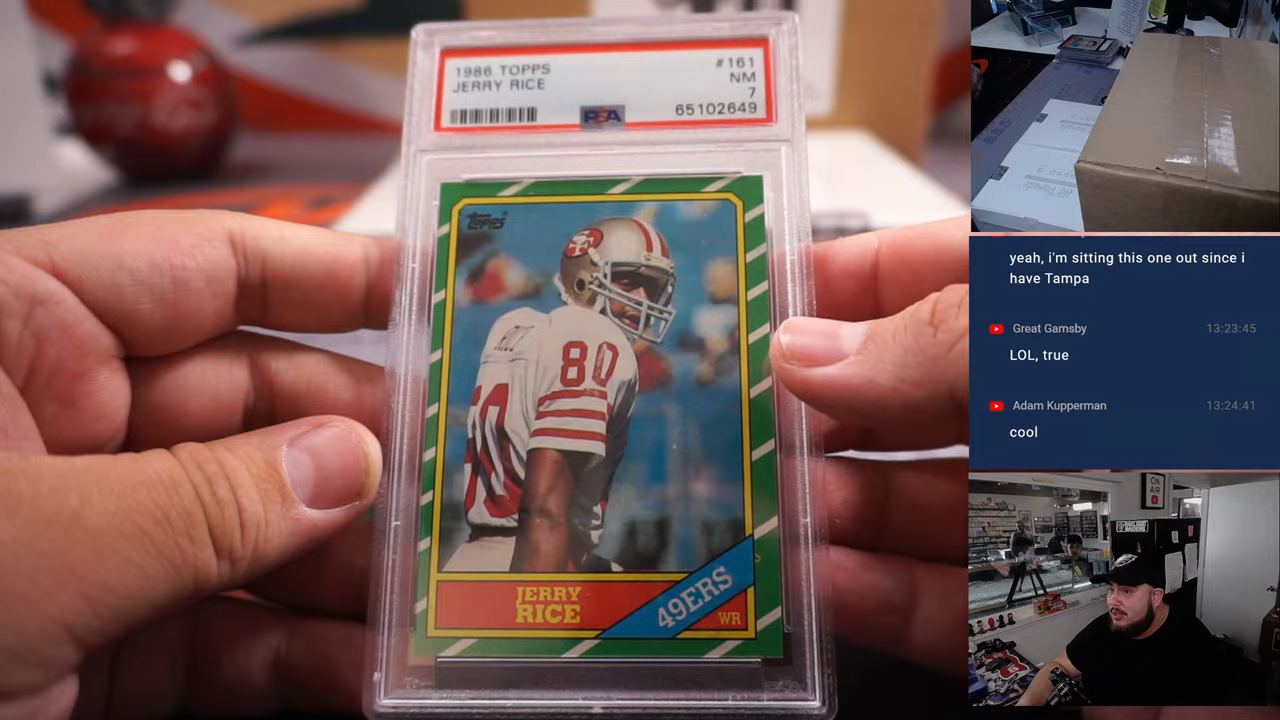 1986 TOPPS #161
JERRY RICE NM
7
PSA 65102649
TOPPS
80
JERRY
RICE
49ERS
WR
yeah, i'm sitting this one out since i
have Tampa
Great Gamsby 13:23:45
LOL, true
Adam Kupperman 13:24:41
cool
ON
AIR